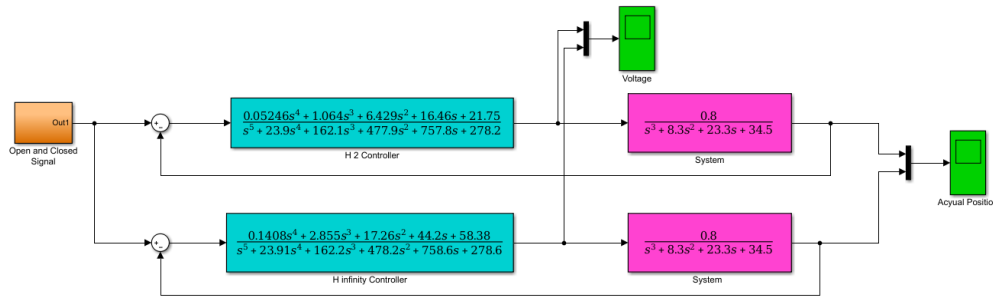 Voltage
Out1
Open and Closed
Signal
+
-
0.05246s⁴ + 1.064s³ + 6.429s² + 16.46s + 21.75
s⁵ + 23.9s⁴ + 162.1s³ + 477.9s² + 757.8s + 278.2
H 2 Controller
0.8
s³ + 8.3s² + 23.3s + 34.5
System
Acyual Positio
+
-
0.1408s⁴ + 2.855s³ + 17.26s² + 44.2s + 58.38
s⁵ + 23.91s⁴ + 162.2s³ + 478.2s² + 758.6s + 278.6
H infinity Controller
0.8
s³ + 8.3s² + 23.3s + 34.5
System